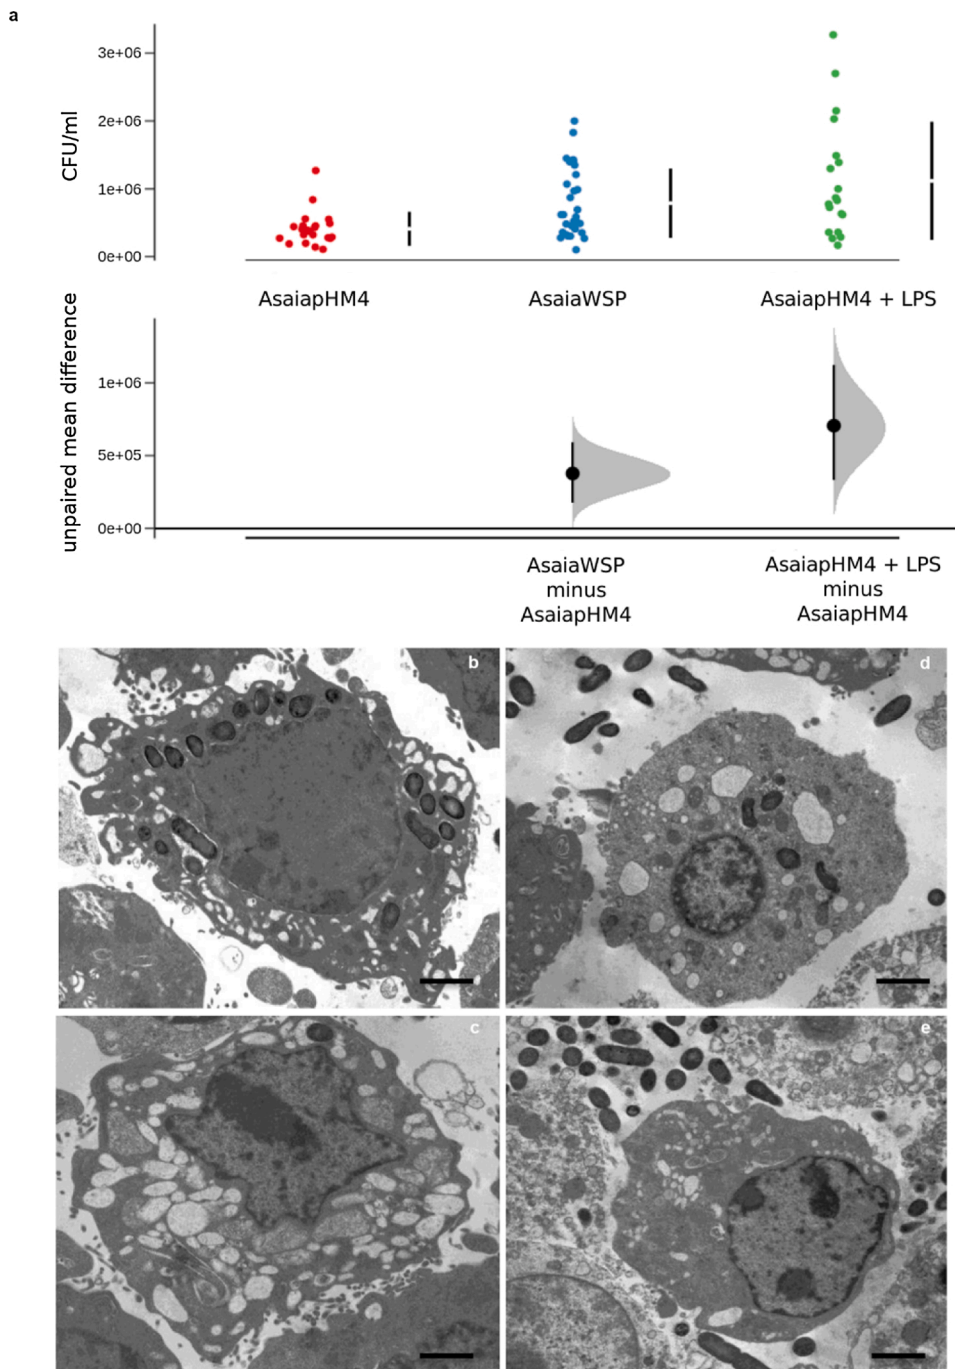 a
CFU/ml
3e+06
2e+06
1e+06
0e+00
AsaiapHM4 AsaiaWSP AsaiapHM4 + LPS
unpaired mean difference
1e+06
5e+05
0e+00
AsaiaWSP
minus
AsaiapHM4
AsaiapHM4 + LPS
minus
AsaiapHM4
b
d
c
e